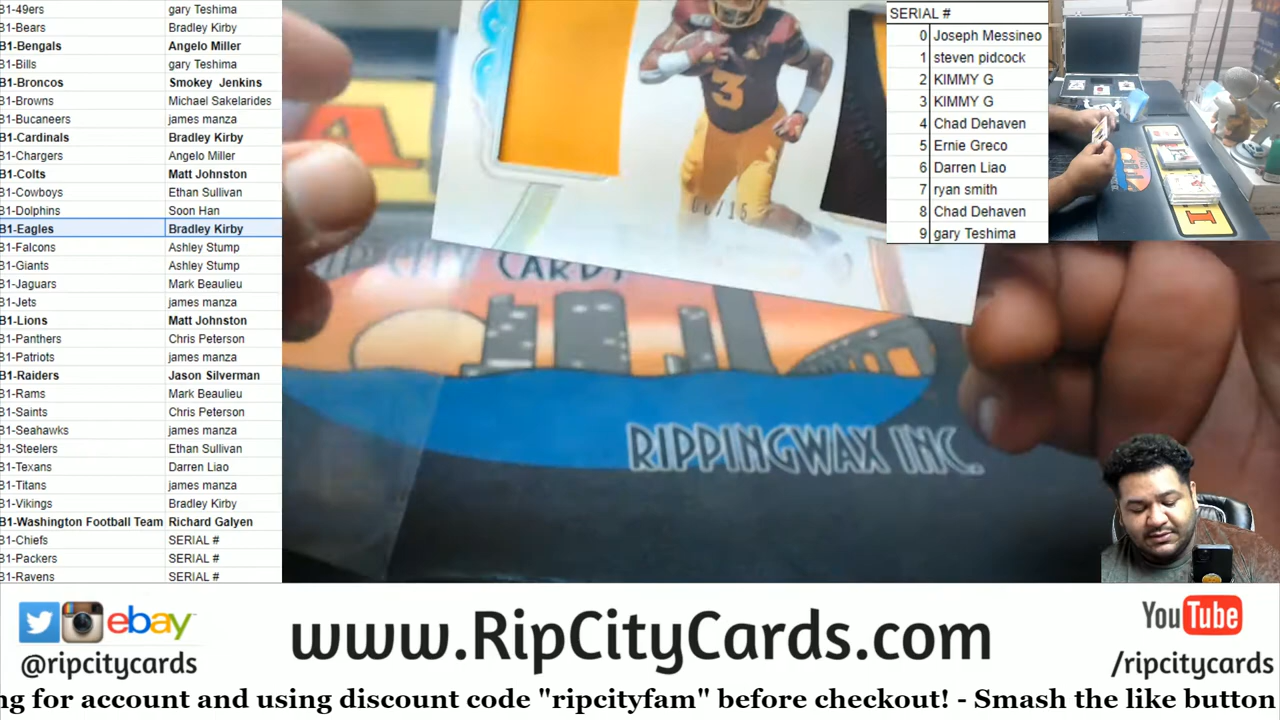 B1-49ers gary Teshima
B1-Bears Bradley Kirby
B1-Bengals Angelo Miller
B1-Bills gary Teshima
B1-Broncos Smokey Jenkins
B1-Browns Michael Sakelarides
B1-Bucaneers james manza
B1-Cardinals Bradley Kirby
B1-Chargers Angelo Miller
B1-Colts Matt Johnston
B1-Cowboys Ethan Sullivan
B1-Dolphins Soon Han
B1-Eagles Bradley Kirby
B1-Falcons Ashley Stump
B1-Giants Ashley Stump
B1-Jaguars Mark Beaulieu
B1-Jets james manza
B1-Lions Matt Johnston
B1-Panthers Chris Peterson
B1-Patriots james manza
B1-Raiders Jason Silverman
B1-Rams Mark Beaulieu
B1-Saints Chris Peterson
B1-Seahawks james manza
B1-Steelers Ethan Sullivan
B1-Texans Darren Liao
B1-Titans james manza
B1-Vikings Bradley Kirby
B1-Washington Football Team Richard Galyen
B1-Chiefs SERIAL #
B1-Packers SERIAL #
B1-Ravens SERIAL #
SERIAL #
0 Joseph Messineo
1 steven pidcock
2 KIMMY G
3 KIMMY G
4 Chad Dehaven
5 Ernie Greco
6 Darren Liao
7 ryan smith
8 Chad Dehaven
9 gary Teshima
3
CITY
CARDS
RIPPINGWAX INC.
ebay
@ripcitycards
www.RipCityCards.com
YouTube
/ripcitycards
ng for account and using discount code "ripcityfam" before checkout! - Smash the like button